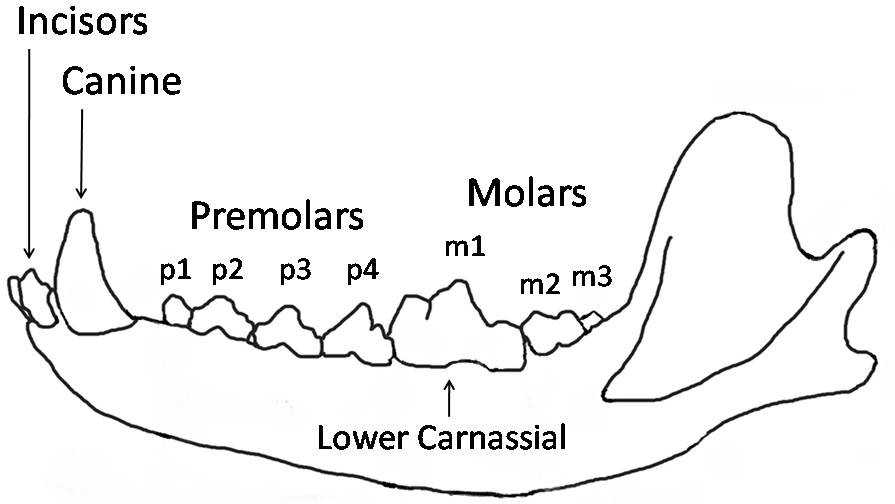 Incisors
Canine
Premolars
Molars
p1 p2 p3 p4 m1 m2 m3
Lower Carnassial